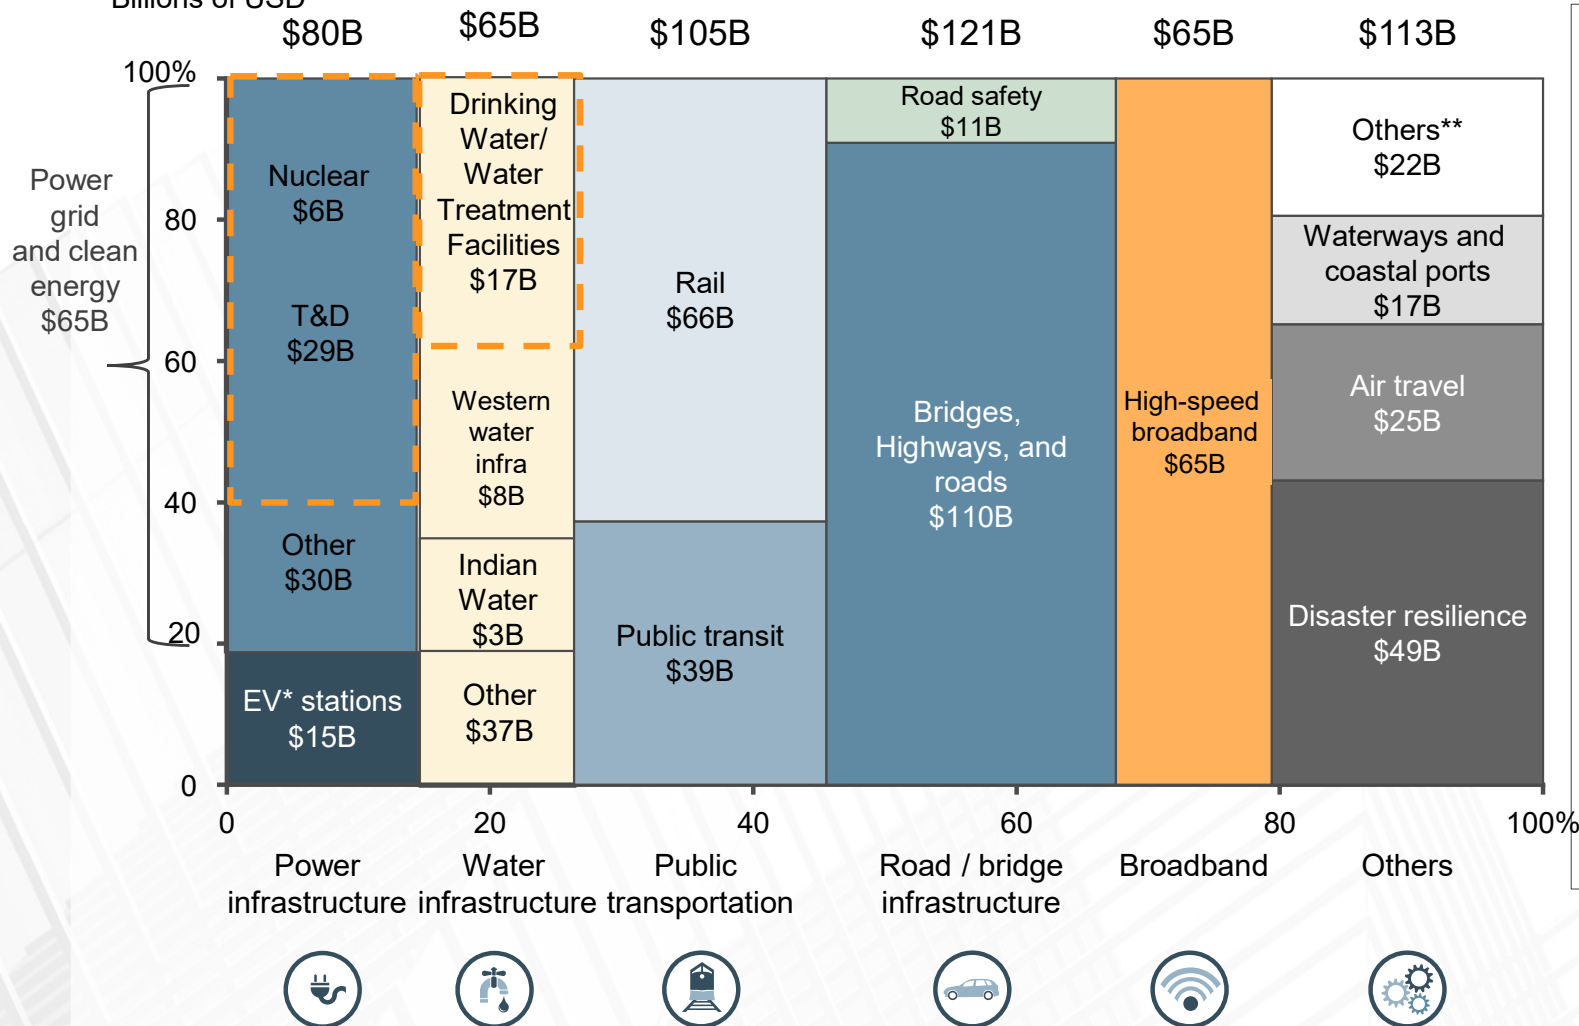 Billions of USD
$80B
$65B
$105B
$121B
$65B
$113B
100%
80
60
40
20
0
Power
grid
and clean
energy
$65B
Nuclear
$6B
T&D
$29B
Other
$30B
EV* stations
$15B
Drinking
Water/
Water
Treatment
Facilities
$17B
Western
water
infra
$8B
Indian
Water
$3B
Other
$37B
Rail
$66B
Public transit
$39B
Road safety
$11B
Bridges,
Highways, and
roads
$110B
High-speed
broadband
$65B
Others**
$22B
Waterways and
coastal ports
$17B
Air travel
$25B
Disaster resilience
$49B
0
20
40
60
80
100%
Power
infrastructure
Water
infrastructure
Public
transportation
Road / bridge
infrastructure
Broadband
Others